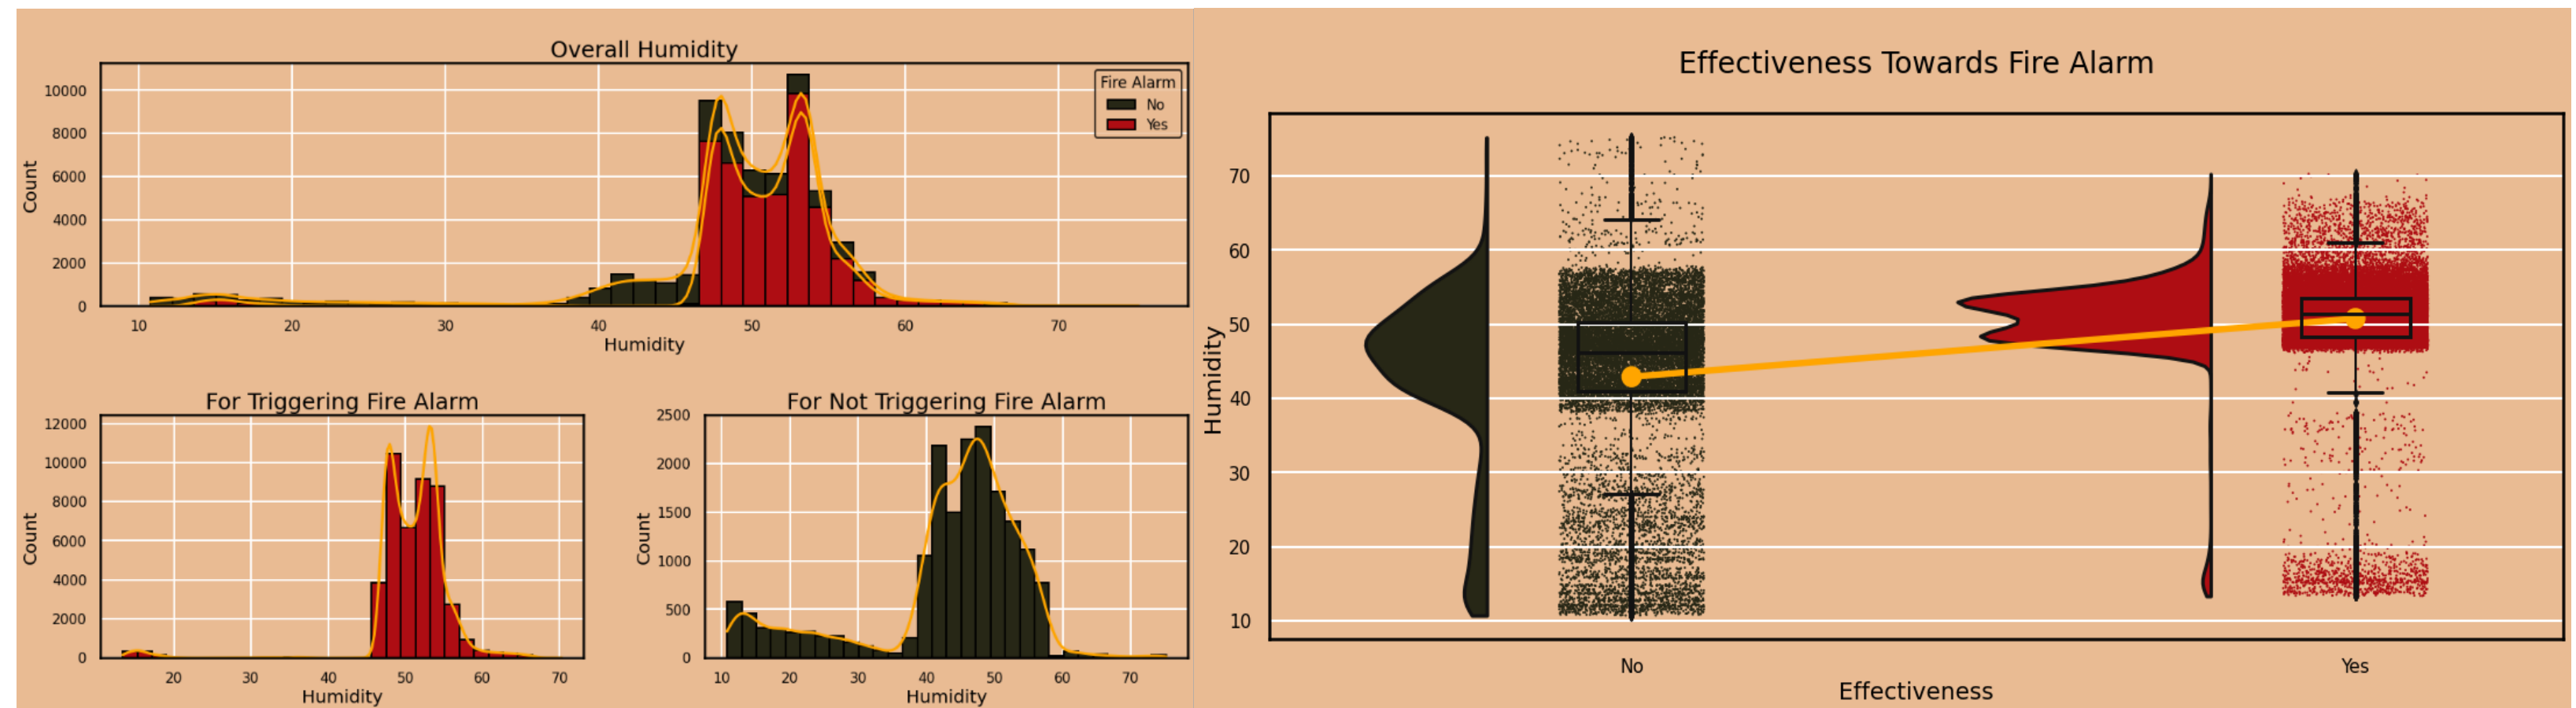 Overall Humidity
Count
10000
8000
6000
4000
2000
0
10 20 30 40 50 60 70
Humidity
Fire Alarm
No
Yes
For Triggering Fire Alarm
Count
12000
10000
8000
6000
4000
2000
0
20 30 40 50 60 70
Humidity
For Not Triggering Fire Alarm
Count
2500
2000
1500
1000
500
0
10 20 30 40 50 60 70
Humidity
Effectiveness Towards Fire Alarm
Humidity
70
60
50
40
30
20
10
No Yes
Effectiveness